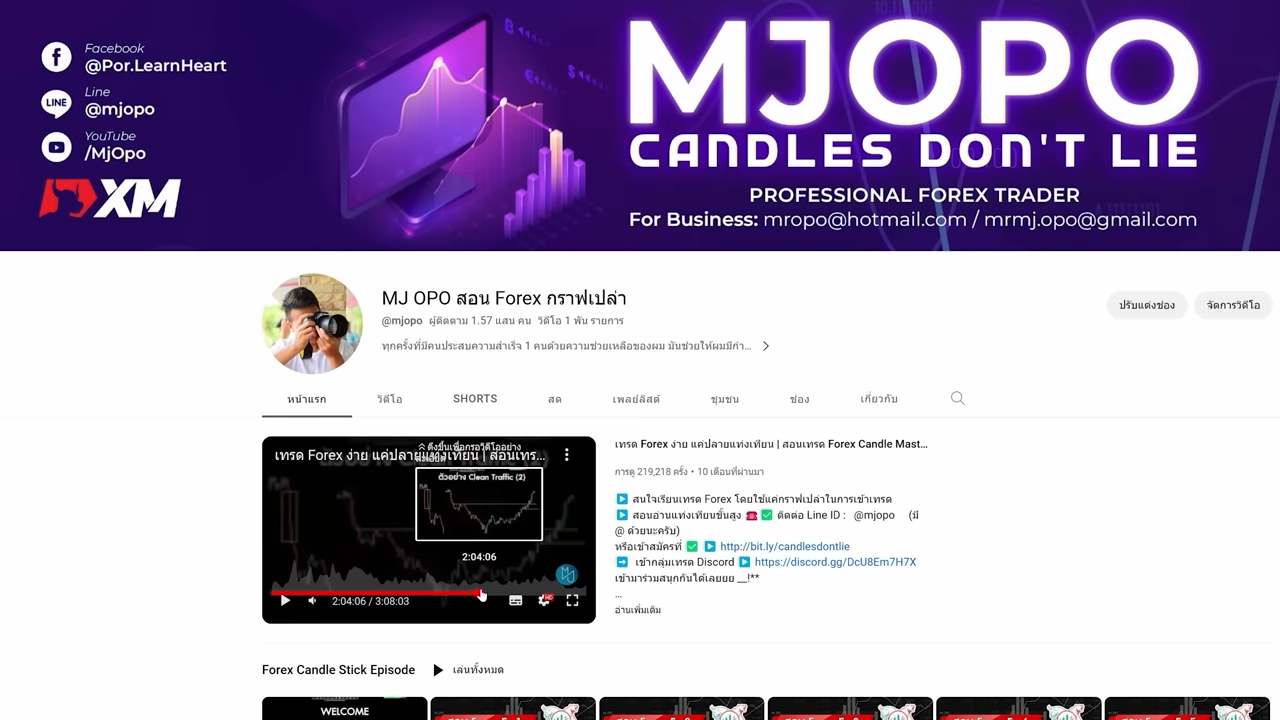 Facebook
@Por.LearnHeart
Line
LINE
@mjopo
YouTube
/MjOpo
XM
MJOPO
CANDLES DON'T LIE
PROFESSIONAL FOREX TRADER
For Business: mropo@hotmail.com / mrmj.opo@gmail.com
MJ OPO สอน Forex กราฟเปล่า
@mjopo ผู้ติดตาม 1.57 แสน คน วิดีโอ 1 พัน รายการ
ทุกครั้งที่มีคนประสบความสำเร็จ 1 คนด้วยความช่วยเหลือของผม มันช่วยให้ผมมีกำ...
ปรับแต่งช่อง
จัดการวิดีโอ
หน้าแรก
วิดีโอ
SHORTS
สด
เพลย์ลิสต์
ชุมชน
ช่อง
เกี่ยวกับ
ดึงขึ้นเพื่อกรอวิดีโออย่าง
เทรด Forex ง่าย แค่ปลายแท่งเทียน | สอนเทร...
ตัวอย่าง Clean Traffic (2)
2:04:06
2:04:06 / 3:08:03
HD
เทรด Forex ง่าย แค่ปลายแท่งเทียน | สอนเทรด Forex Candle Mast...
การดู 219,218 ครั้ง • 10 เดือนที่ผ่านมา
สนใจเรียนเทรด Forex โดยใช้แค่กราฟเปล่าในการเข้าเทรด
สอนอ่านแท่งเทียนขั้นสูง ☎️ ✅ ติดต่อ Line ID : @mjopo (มี
@ ด้วยนะครับ)
หรือเข้าสมัครที่ ✅ ▶️ http://bit.ly/candlesdontlie
เข้ากลุ่มเทรด Discord ▶️ https://discord.gg/DcU8Em7H7X
เข้ามาร่วมสนุกกันได้เลยยย __!**
...
อ่านเพิ่มเติม
Forex Candle Stick Episode
เล่นทั้งหมด
WELCOME